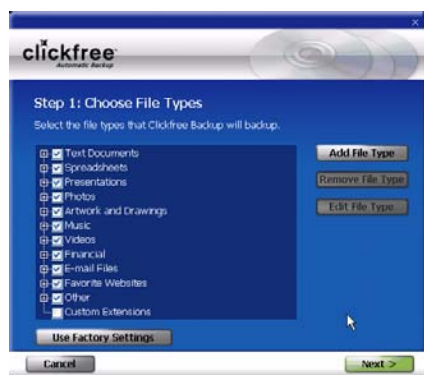 clickfree
Automatic Backup
Step 1: Choose File Types
Select the file types that Clickfree Backup will backup.
Text Documents
Spreadsheets
Presentations
Photos
Artwork and Drawings
Music
Videos
Financial
E-mail Files
Favorite Websites
Other
Custom Extensions
Add File Type
Remove File Type
Edit File Type
Use Factory Settings
Cancel
Next >